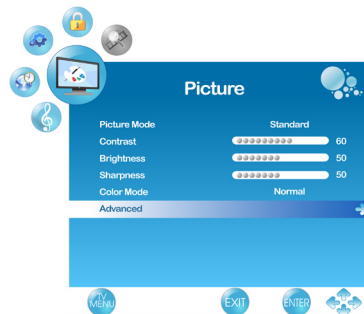 Picture
Picture Mode Standard
Contrast 60
Brightness 50
Sharpness 50
Color Mode Normal
Advanced
TV MENU EXIT ENTER